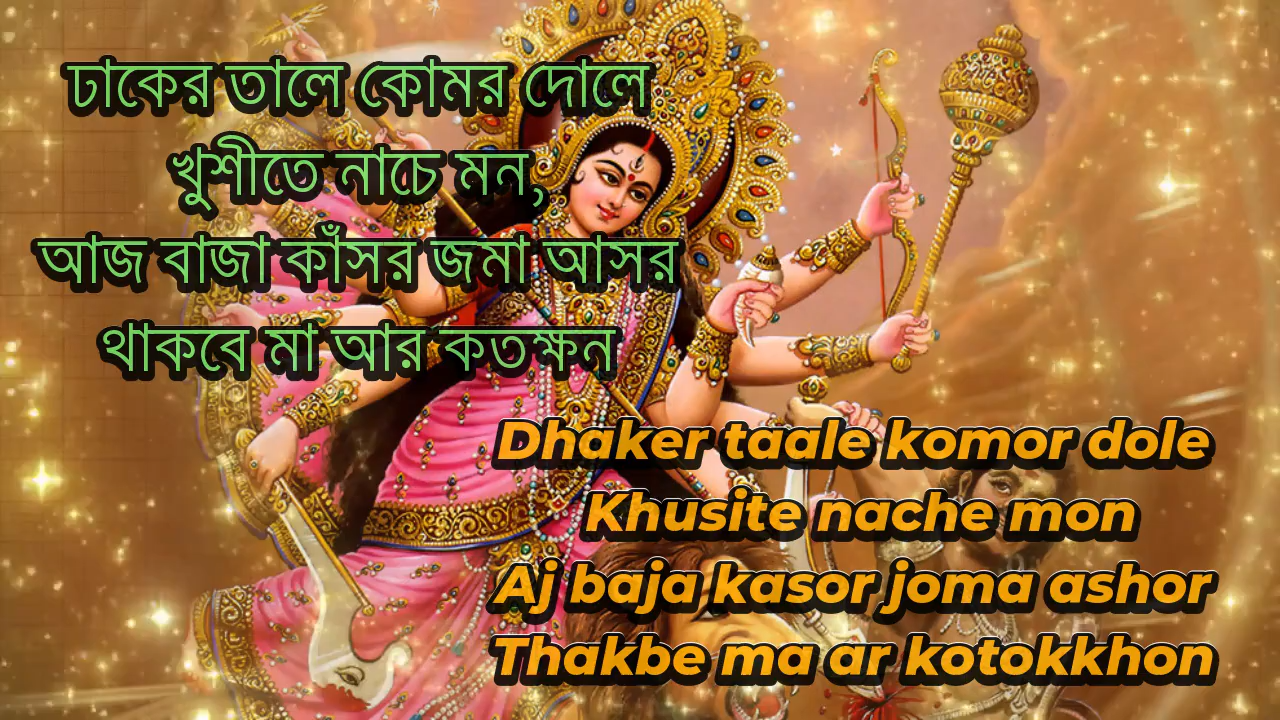 ঢাকের তালে কোমর দোলে
খুশীতে নাচে মন,
আজ বাজা কাঁসর জমা আসর
থাকবে মা আর কতক্ষন
Dhaker taale komor dole
Khusite nache mon
Aj baja kasor joma ashor
Thakbe ma ar kotokkhon